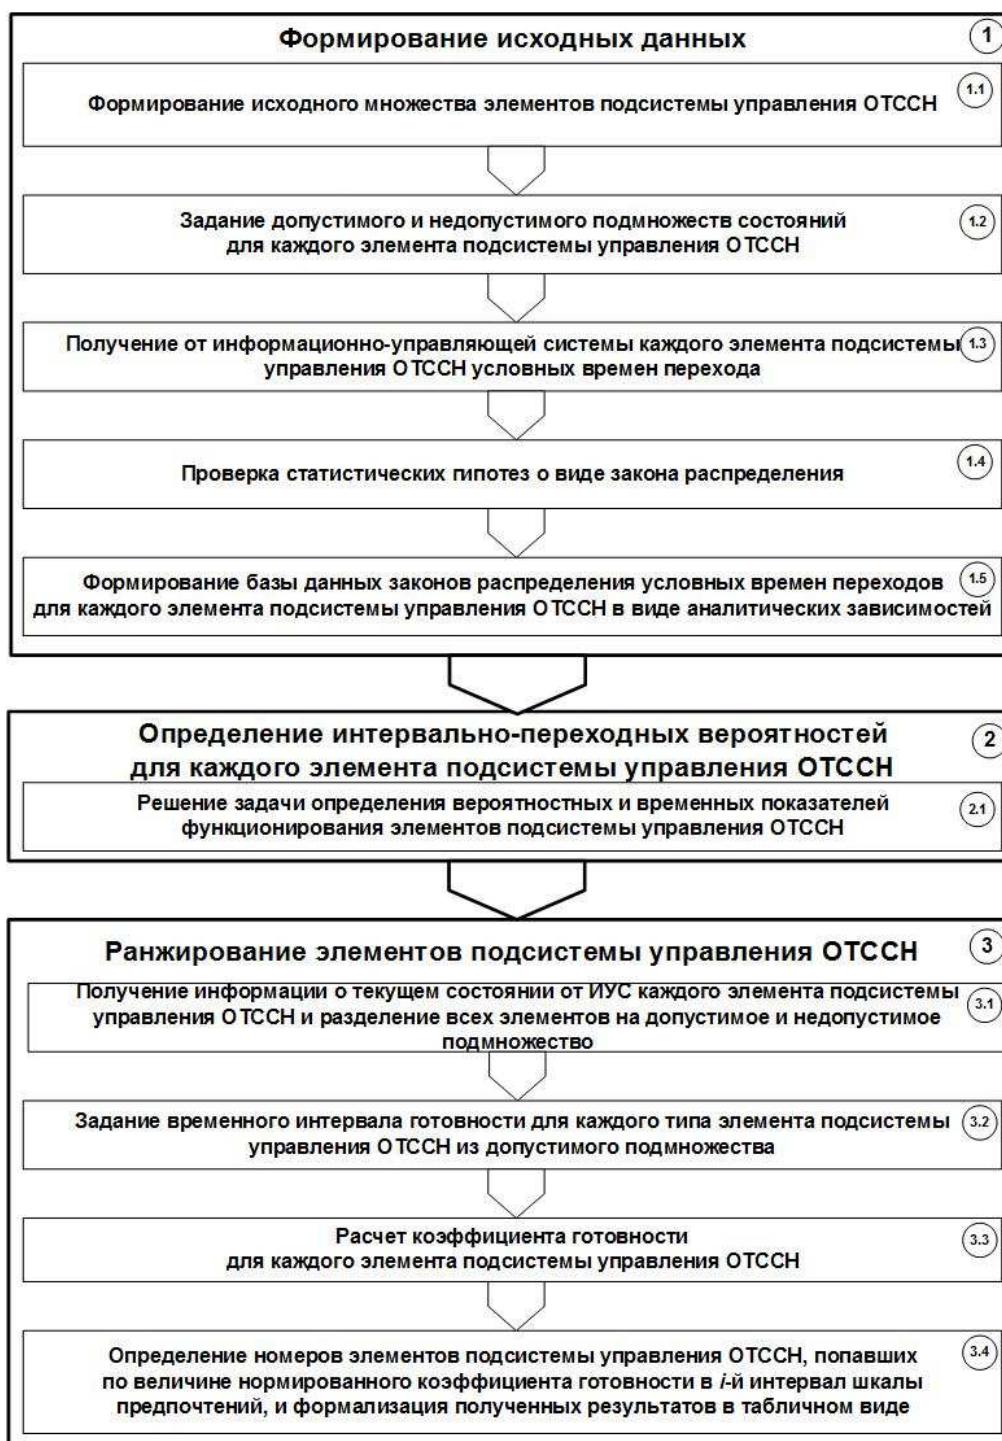 Формирование исходных данных
1
Формирование исходного множества элементов подсистемы управления ОТССН
1.1
Задание допустимого и недопустимого подмножеств состояний
для каждого элемента подсистемы управления ОТССН
1.2
Получение от информационно-управляющей системы каждого элемента подсистемы
управления ОТССН условных времен перехода
1.3
Проверка статистических гипотез о виде закона распределения
1.4
Формирование базы данных законов распределения условных времен переходов
для каждого элемента подсистемы управления ОТССН в виде аналитических зависимостей
1.5
Определение интервально-переходных вероятностей
для каждого элемента подсистемы управления ОТССН
2
Решение задачи определения вероятностных и временных показателей
функционирования элементов подсистемы управления ОТССН
2.1
Ранжирование элементов подсистемы управления ОТССН
3
Получение информации о текущем состоянии от ИУС каждого элемента подсистемы
управления ОТССН и разделение всех элементов на допустимое и недопустимое
подмножество
3.1
Задание временного интервала готовности для каждого типа элемента подсистемы
управления ОТССН из допустимого подмножества
3.2
Расчет коэффициента готовности
для каждого элемента подсистемы управления ОТССН
3.3
Определение номеров элементов подсистемы управления ОТССН, попавших
по величине нормированного коэффициента готовности в i-й интервал шкалы
предпочтений, и формализация полученных результатов в табличном виде
3.4